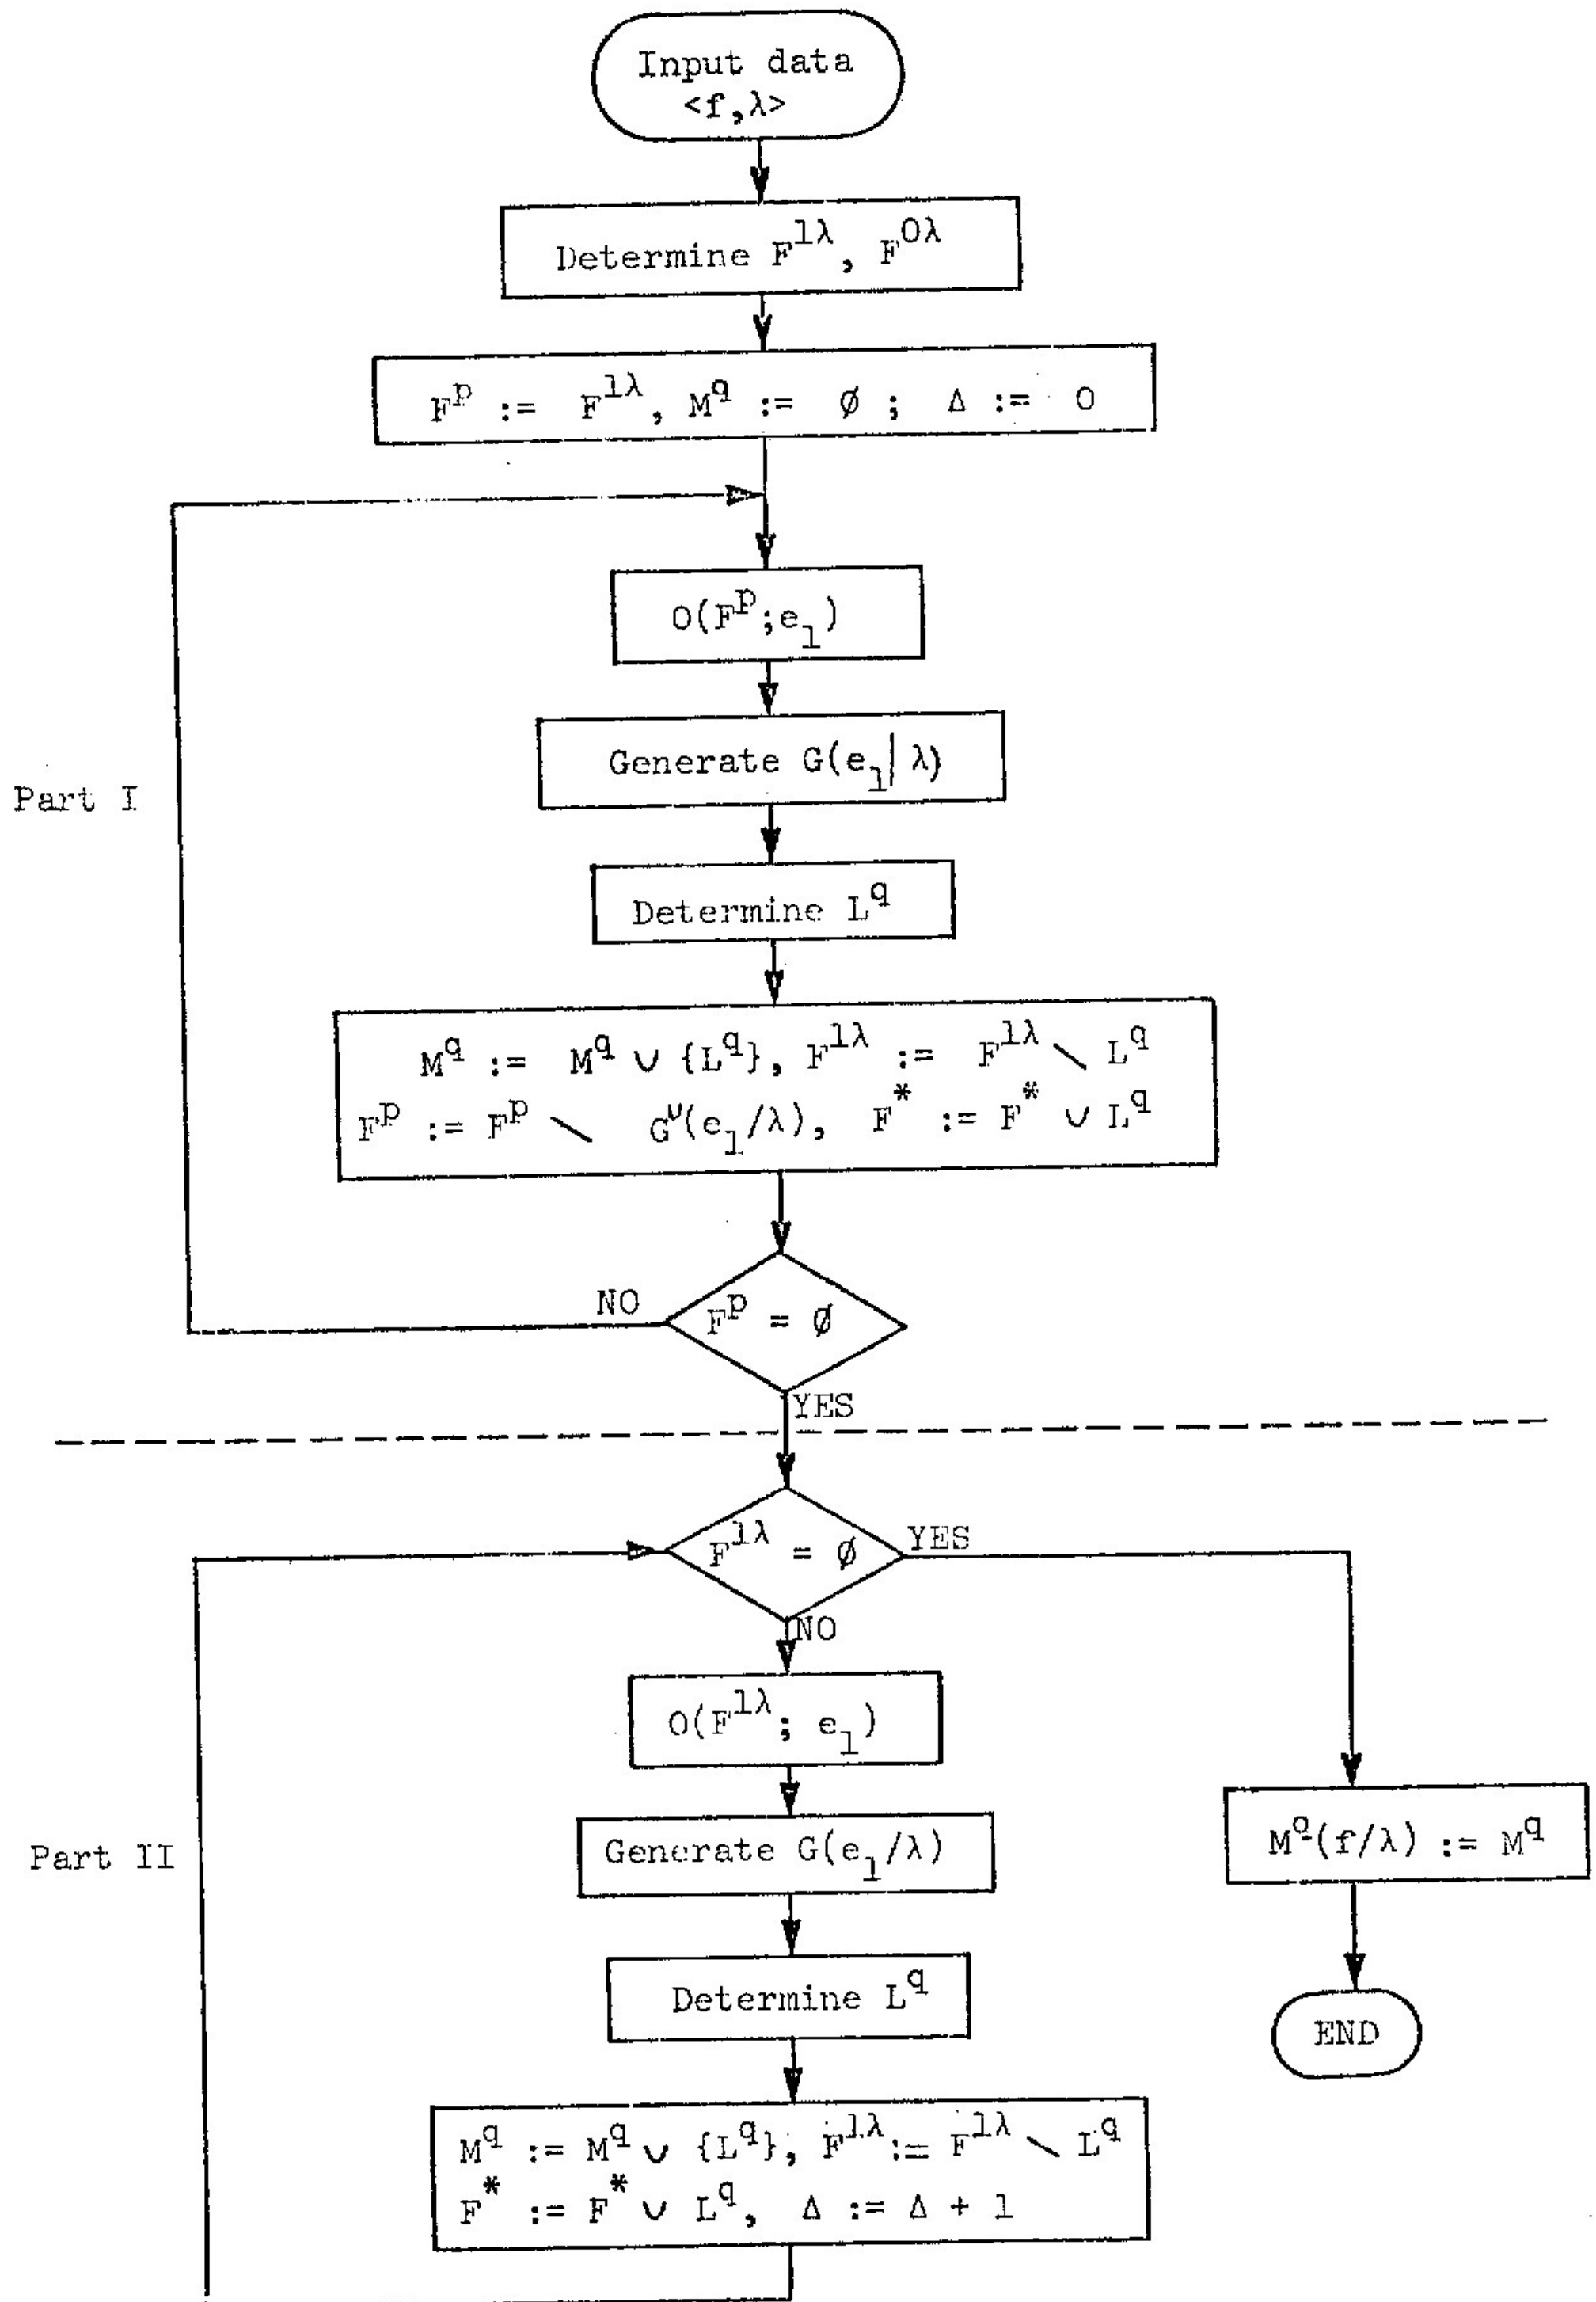 Input data
<f,λ>
Determine F^{1λ}, F^{0λ}
F^p := F^{1λ}, M^q := ∅ ; Δ := 0
O(F^p;e_1)
Generate G(e_1| λ)
Part I
Determine L^q
M^q := M^q ∪ {L^q}, F^{1λ} := F^{1λ} \ L^q
F^p := F^p \ G^∪(e_1/λ), F^* := F^* ∪ L^q
NO
F^p = ∅
YES
F^{1λ} = ∅
YES
NO
O(F^{1λ}; e_1)
Generate G(e_1/λ)
M^q(f/λ) := M^q
Part II
Determine L^q
END
M^q := M^q ∪ {L^q}, F^{1λ} := F^{1λ} \ L^q
F^* := F^* ∪ L^q, Δ := Δ + 1